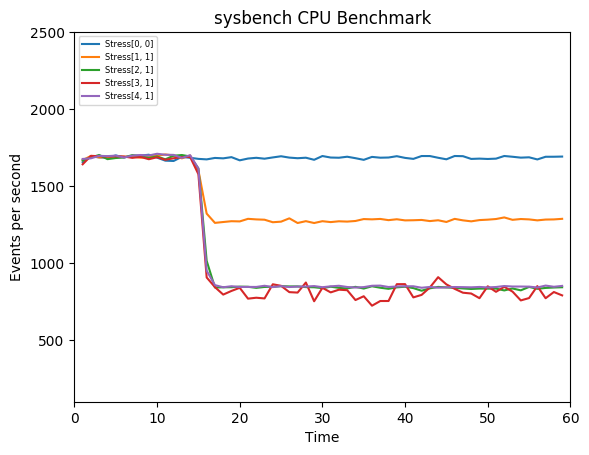 sysbench CPU Benchmark
2500
2000
1500
1000
500
Events per second
Stress[0, 0]
Stress[1, 1]
Stress[2, 1]
Stress[3, 1]
Stress[4, 1]
0 10 20 30 40 50 60
Time